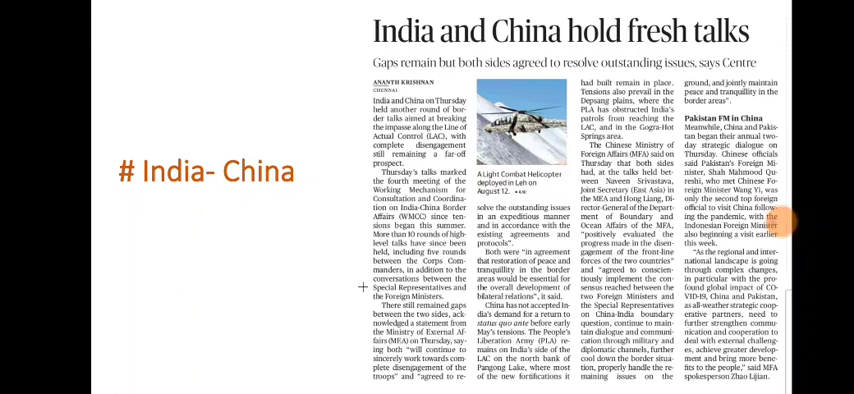 India and China hold fresh talks
Gaps remain but both sides agreed to resolve outstanding issues, says Centre
# India- China
ANANTH KRISHNAN
CHENNAI
India and China on Thursday
held another round of bor-
der talks aimed at breaking
the impasse along the Line of
Actual Control (LAC), with
complete disengagement
still remaining a far-off
prospect.
Thursday's talks marked
the fourth meeting of the
Working Mechanism for
Consultation and Coordina-
tion on India-China Border
Affairs (WMCC) since ten-
sions began this summer.
More than 10 rounds of high-
level talks have since been
held, including five rounds
between the Corps Com-
manders, in addition to the
conversations between the
Special Representatives and
the Foreign Ministers.
There still remained gaps
between the two sides, ack-
nowledged a statement from
the Ministry of External Af-
fairs (MEA) on Thursday, say-
ing both "will continue to
sincerely work towards com-
plete disengagement of the
troops" and "agreed to re-
A Light Combat Helicopter
deployed in Leh on
August 12. • ANI
solve the outstanding issues
in an expeditious manner
and in accordance with the
existing agreements and
protocols".
Both were "in agreement
that restoration of peace and
tranquillity in the border
areas would be essential for
the overall development of
bilateral relations", it said.
China has not accepted In-
dia's demand for a return to
status quo ante before early
May's tensions. The People's
Liberation Army (PLA) re-
mains on India's side of the
LAC on the north bank of
Pangong Lake, where most
of the new fortifications it
had built remain in place.
Tensions also prevail in the
Depsang plains, where the
PLA has obstructed India's
patrols from reaching the
LAC, and in the Gogra-Hot
Springs area.
The Chinese Ministry of
Foreign Affairs (MFA) said on
Thursday that both sides
had, at the talks held bet-
ween Naveen Srivastava,
Joint Secretary (East Asia) in
the MEA and Hong Liang, Di-
rector-General of the Depart-
ment of Boundary and
Ocean Affairs of the MFA,
"positively evaluated the
progress made in the disen-
gagement of the front-line
forces of the two countries"
and "agreed to conscien-
tiously implement the con-
sensus reached between the
two Foreign Ministers and
the Special Representatives
on China-India boundary
question, continue to main-
tain dialogue and communi-
cation through military and
diplomatic channels, further
cool down the border situa-
tion, properly handle the re-
maining issues on the
ground, and jointly maintain
peace and tranquillity in the
border areas".
Pakistan FM in China
Meanwhile, China and Pakis-
tan began their annual two-
day strategic dialogue on
Thursday. Chinese officials
said Pakistan's Foreign Mi-
nister, Shah Mahmood Qu-
reshi, who met Chinese Fo-
reign Minister Wang Yi, was
only the second top foreign
official to visit China follow-
ing the pandemic, with the
Indonesian Foreign Minister
also beginning a visit earlier
this week.
"As the regional and inter-
national landscape is going
through complex changes,
in particular with the pro-
found global impact of CO-
VID-19, China and Pakistan,
as all-weather strategic coop-
erative partners, need to
further strengthen commu-
nication and cooperation to
deal with external challeng-
es, achieve greater develop-
ment and bring more bene-
fits to the people," said MFA
spokesperson Zhao Lijian.